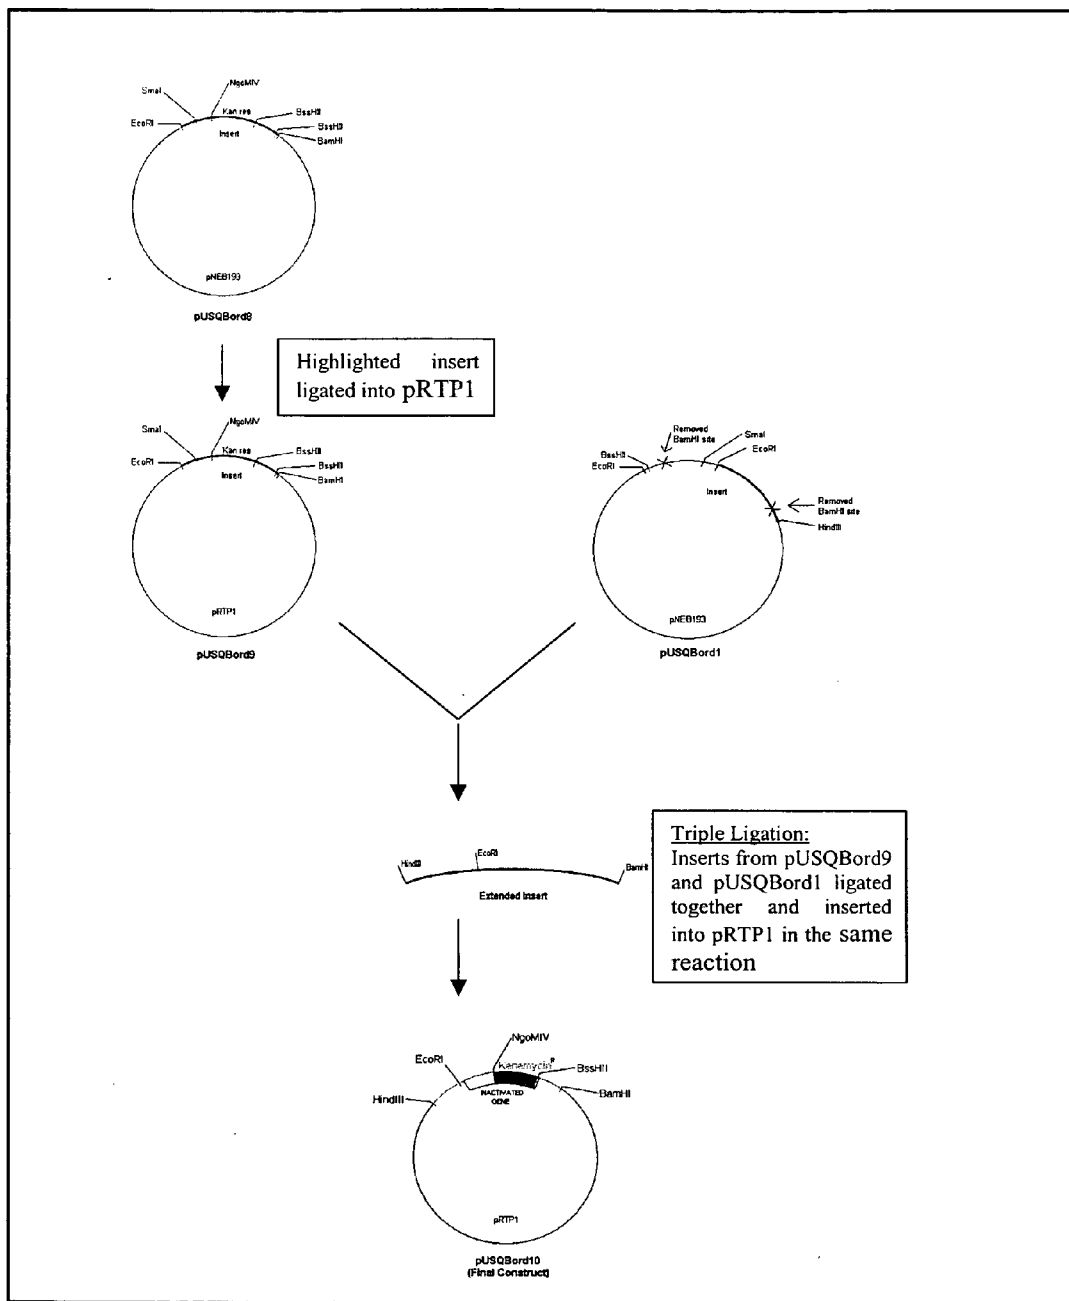 NgoMIV
SmaI
Kan res
BssHII
EcoRI
BssHII
Insert
BamHI
pNEB193
pUSQBord8
Highlighted insert
ligated into pRTP1
NgoMIV
SmaI
Kan res
BssHII
EcoRI
BssHII
Insert
BamHI
pRTP1
pUSQBord9
Removed
BamHI site
SmaI
BssHII
EcoRI
EcoRI
Insert
Removed
BamHI site
HindIII
pNEB193
pUSQBord1
HindIII
EcoRI
BamHI
Extended Insert
Triple Ligation:
Inserts from pUSQBord9
and pUSQBord1 ligated
together and inserted
into pRTP1 in the same
reaction
NgoMIV
EcoRI
Kanamycin R
BssHII
HindIII
INACTIVATED
GENE
BamHI
pRTP1
pUSQBord10
(Final Construct)